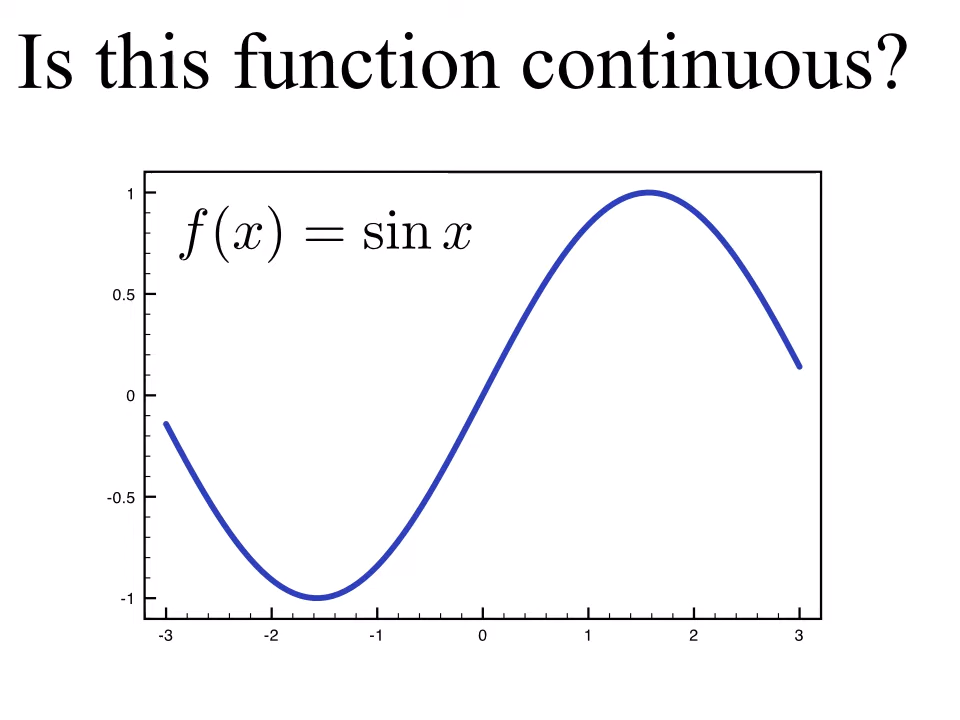 Is this function continuous?
f(x) = sin x
1
0.5
0
-0.5
-1
-3 -2 -1 0 1 2 3